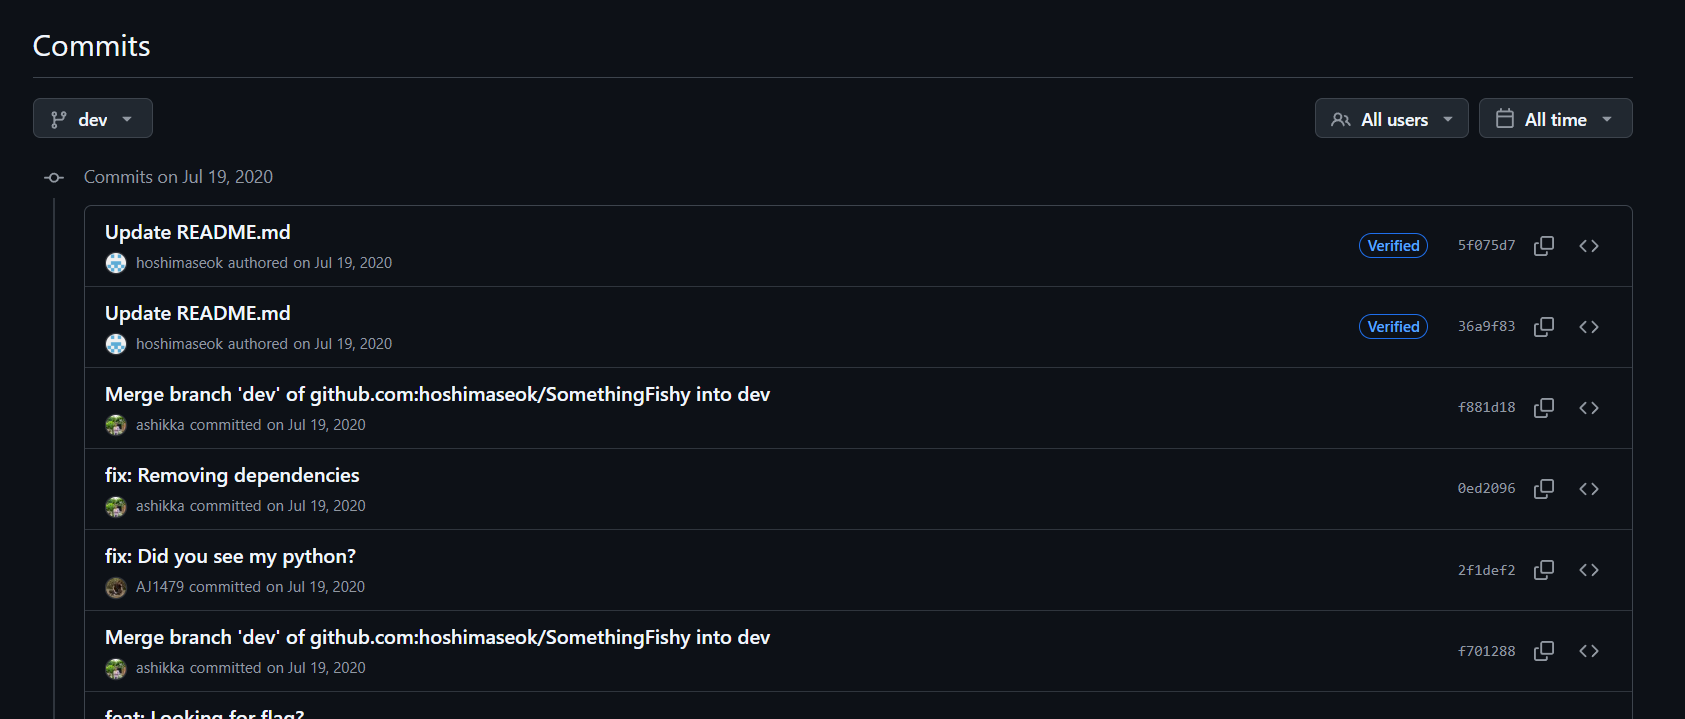 Commits
dev
All users
All time
Commits on Jul 19, 2020
Update README.md
hoshimaseok authored on Jul 19, 2020
Verified
5f075d7
Update README.md
hoshimaseok authored on Jul 19, 2020
Verified
36a9f83
Merge branch 'dev' of github.com:hoshimaseok/SomethingFishy into dev
ashikka committed on Jul 19, 2020
f881d18
fix: Removing dependencies
ashikka committed on Jul 19, 2020
0ed2096
fix: Did you see my python?
AJ1479 committed on Jul 19, 2020
2f1def2
Merge branch 'dev' of github.com:hoshimaseok/SomethingFishy into dev
ashikka committed on Jul 19, 2020
f701288
feat: Looking for flag?